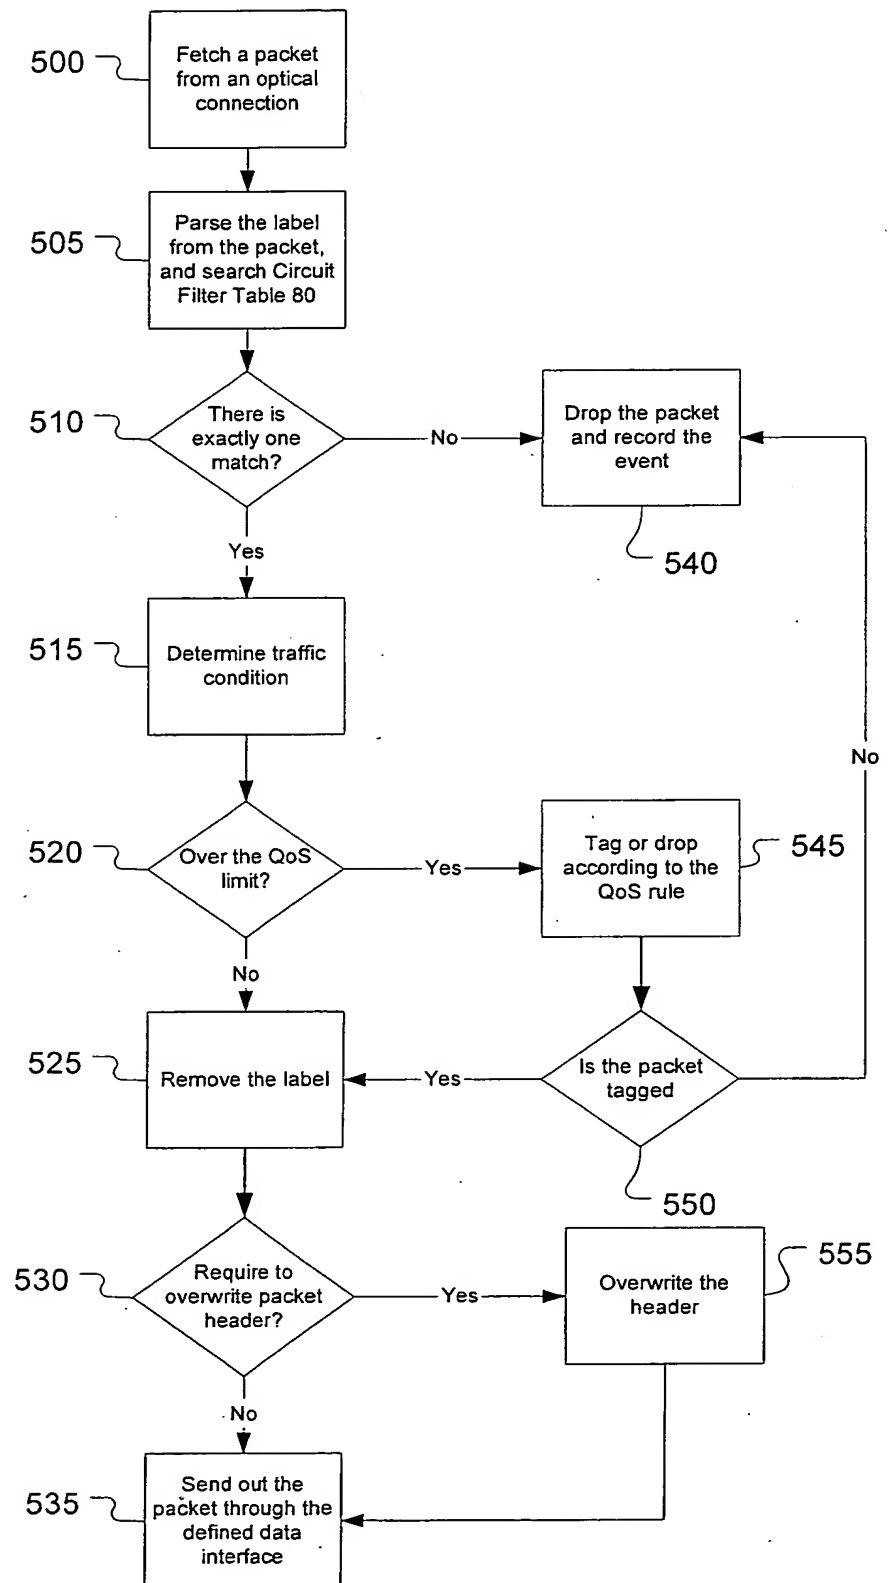 500
Fetch a packet
from an optical
connection
505
Parse the label
from the packet,
and search Circuit
Filter Table 80
510
There is
exactly one
match?
No
Drop the packet
and record the
event
540
Yes
515
Determine traffic
condition
No
520
Over the QoS
limit?
Yes
Tag or drop
according to the
QoS rule
545
No
525
Remove the label
Yes
Is the packet
tagged
550
530
Require to
overwrite packet
header?
Yes
Overwrite the
header
555
No
535
Send out the
packet through the
defined data
interface